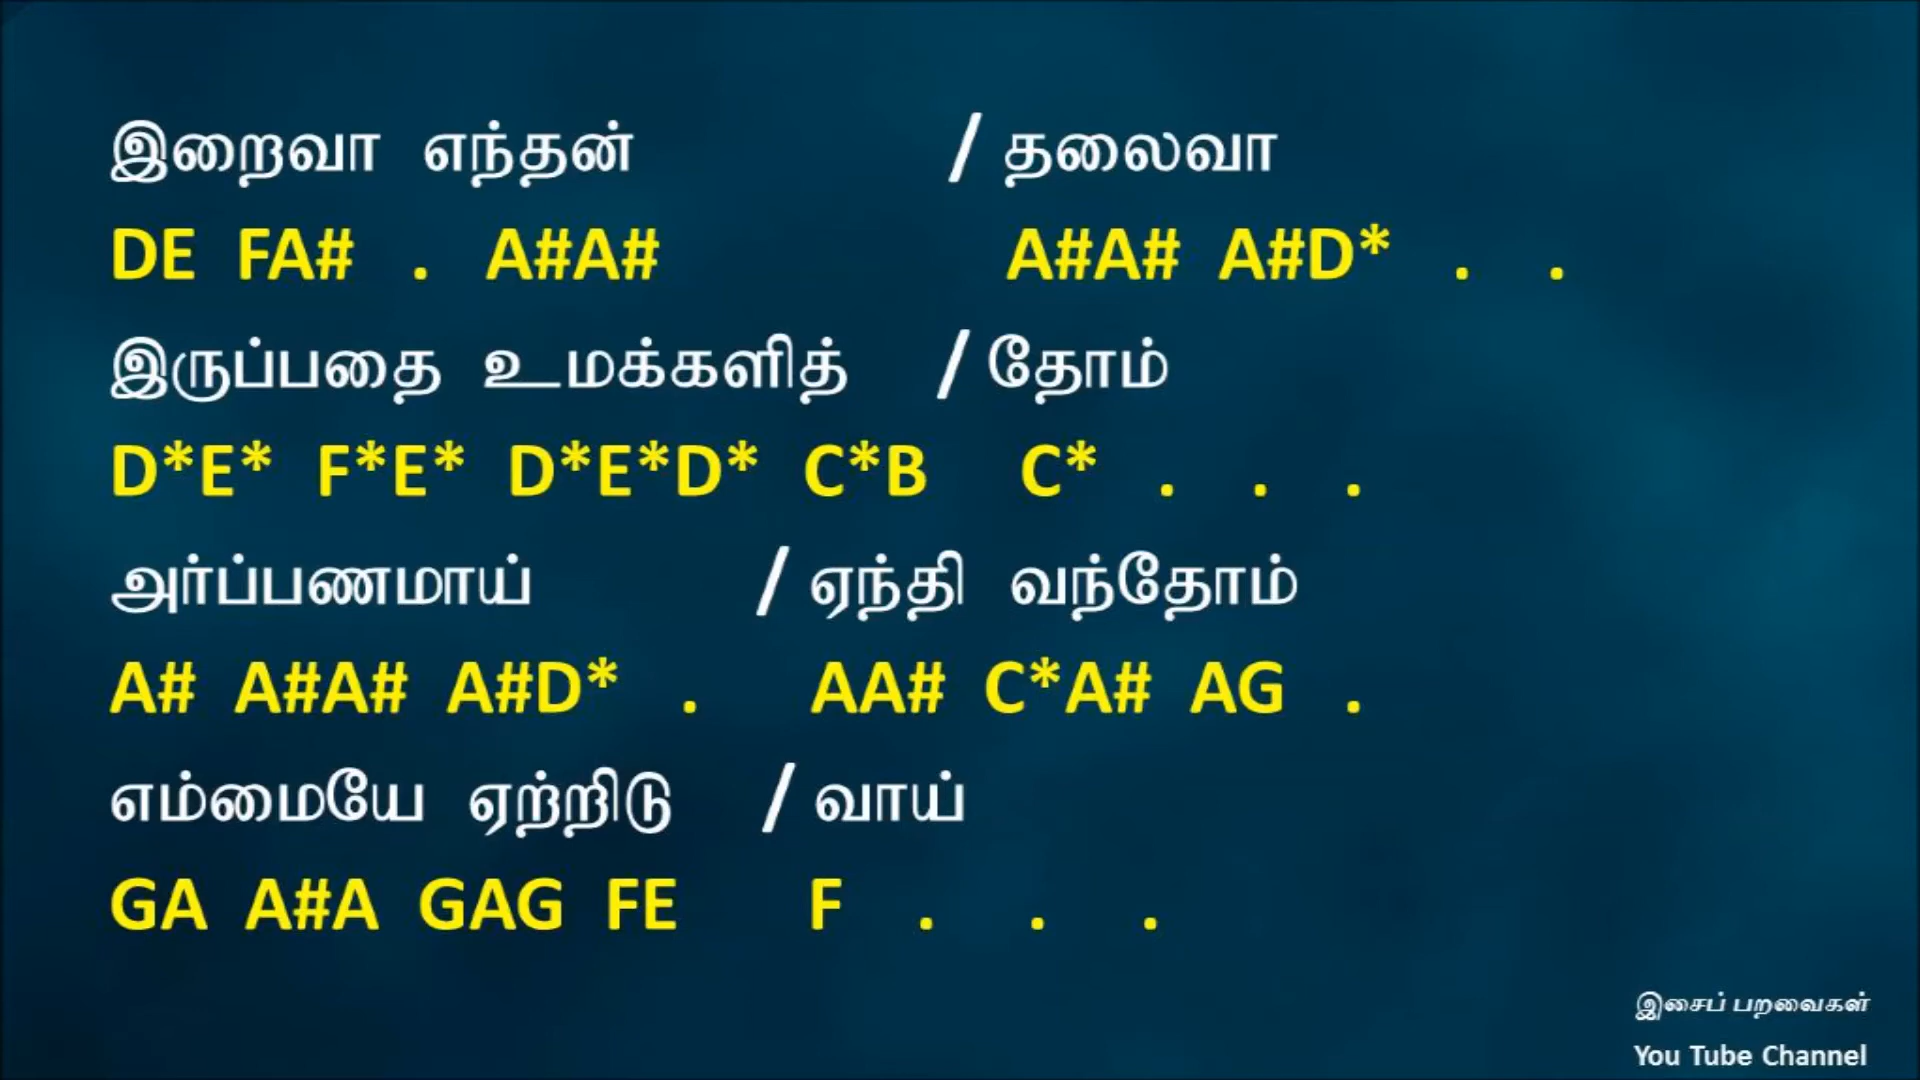 இறைவா எந்தன் / தலைவா
DE FA# . A#A# A#A# A#D* . .
இருப்பதை உமக்களித் / தோம்
D*E* F*E* D*E*D* C*B C* . . .
அர்ப்பணமாய் / ஏந்தி வந்தோம்
A# A#A# A#D* . AA# C*A# AG .
எம்மையே ஏற்றிடு / வாய்
GA A#A GAG FE F . . .
இசைப் பறவைகள்
You Tube Channel